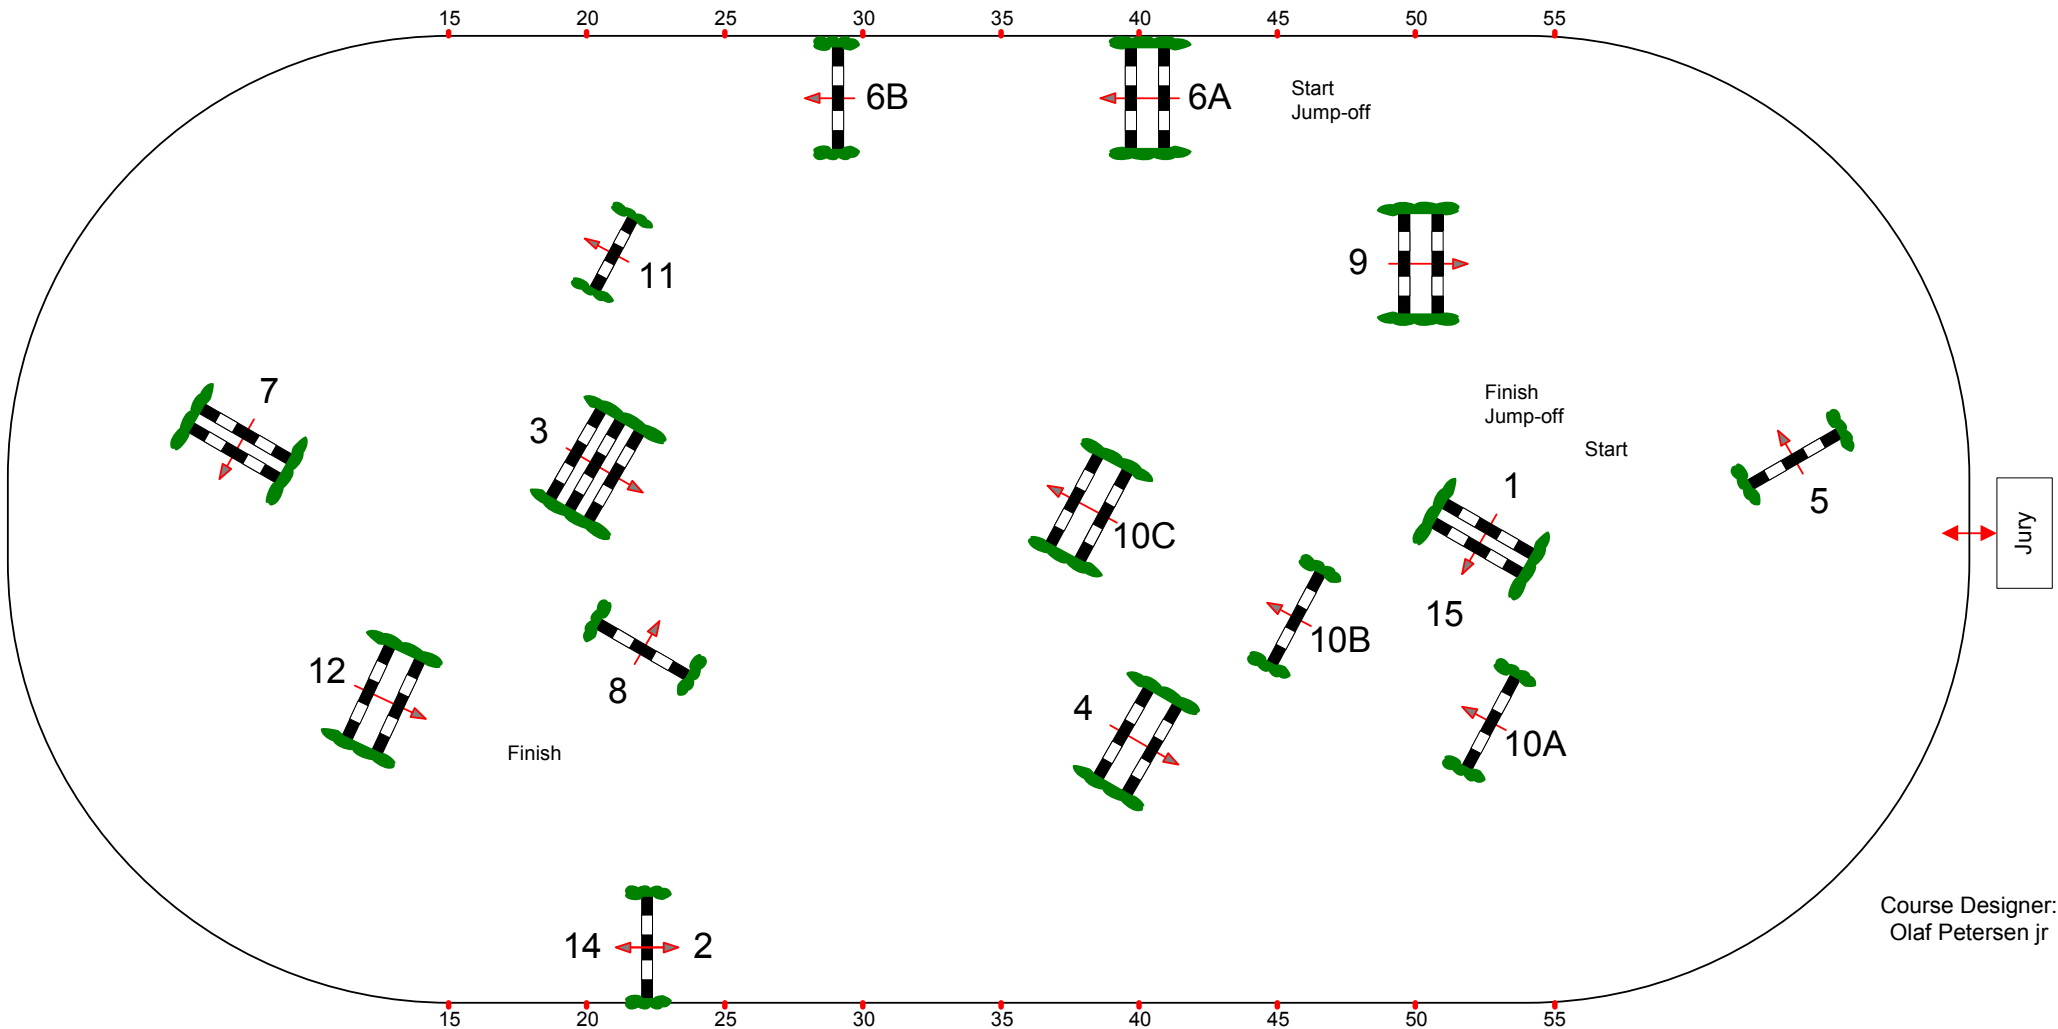 15 20 25 30 35 40 45 50 55
6B
6A
Start
Jump-off
11
9
7
3
Finish
Jump-off
Start
1
5
10C
Jury
15
10B
12
8
4
10A
Finish
14
2
Course Designer:
Olaf Petersen jr
15 20 25 30 35 40 45 50 55